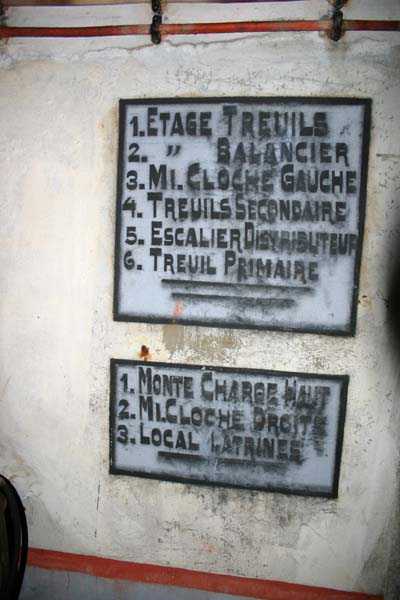 1. ETAGE TREUILS
2. " BALANCIER
3. MI. CLOCHE GAUCHE
4. TREUILS SECONDAIRE
5. ESCALIER DISTRIBUTEUR
6. TREUIL PRIMAIRE
1. MONTE CHARGE HAUT
2. MI. CLOCHE DROITE
3. LOCAL LATRINES